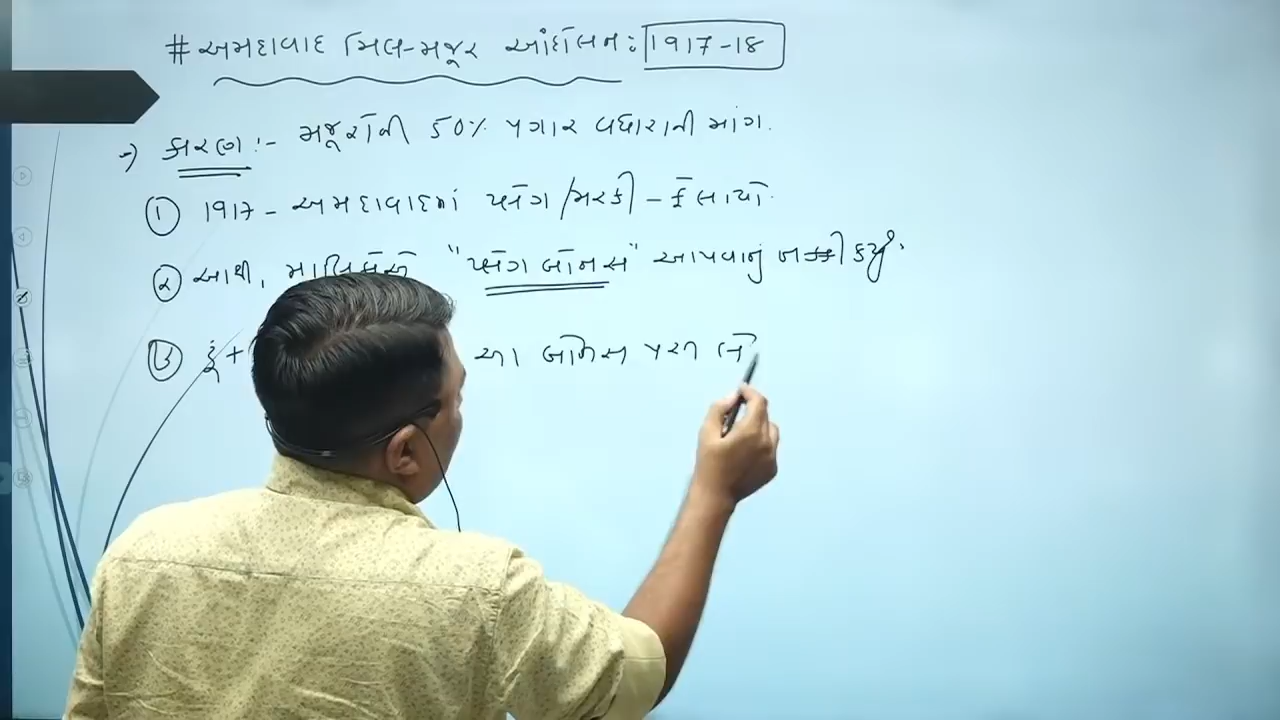 # અમદાવાદ મિલ-મજૂર આંદોલન: 1917-18
→ કારણ :- મજૂરોની 50% પગાર વધારાની માંગ.
① 1917 - અમદાવાદમાં પ્લેગ/મરકી - ફેલાયો.
② આથી, માલિકોએ "પ્લેગ બોનસ" આપવાનું નક્કી કર્યું.
③ ઈ.+ આ બોનસ પરત